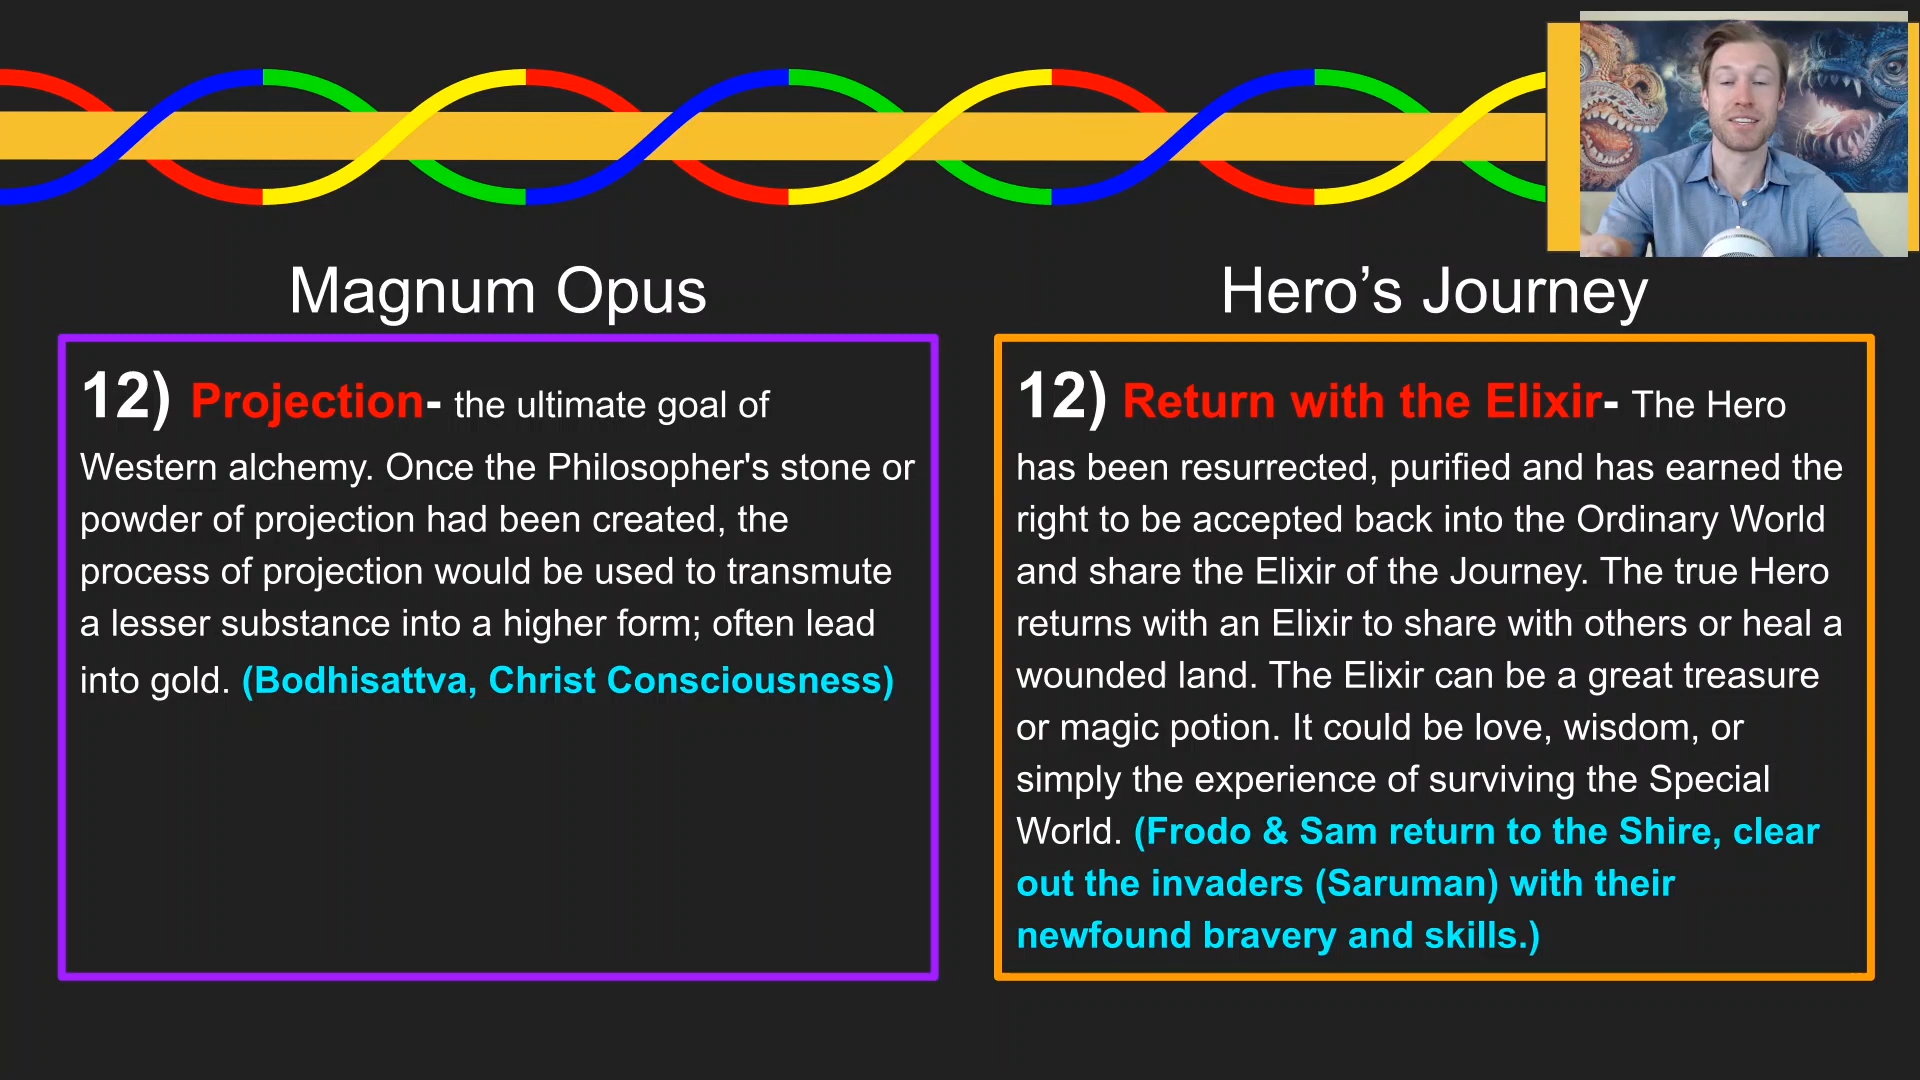 Magnum Opus
12) Projection- the ultimate goal of
Western alchemy. Once the Philosopher's stone or
powder of projection had been created, the
process of projection would be used to transmute
a lesser substance into a higher form; often lead
into gold. (Bodhisattva, Christ Consciousness)
Hero’s Journey
12) Return with the Elixir- The Hero
has been resurrected, purified and has earned the
right to be accepted back into the Ordinary World
and share the Elixir of the Journey. The true Hero
returns with an Elixir to share with others or heal a
wounded land. The Elixir can be a great treasure
or magic potion. It could be love, wisdom, or
simply the experience of surviving the Special
World. (Frodo & Sam return to the Shire, clear
out the invaders (Saruman) with their
newfound bravery and skills.)